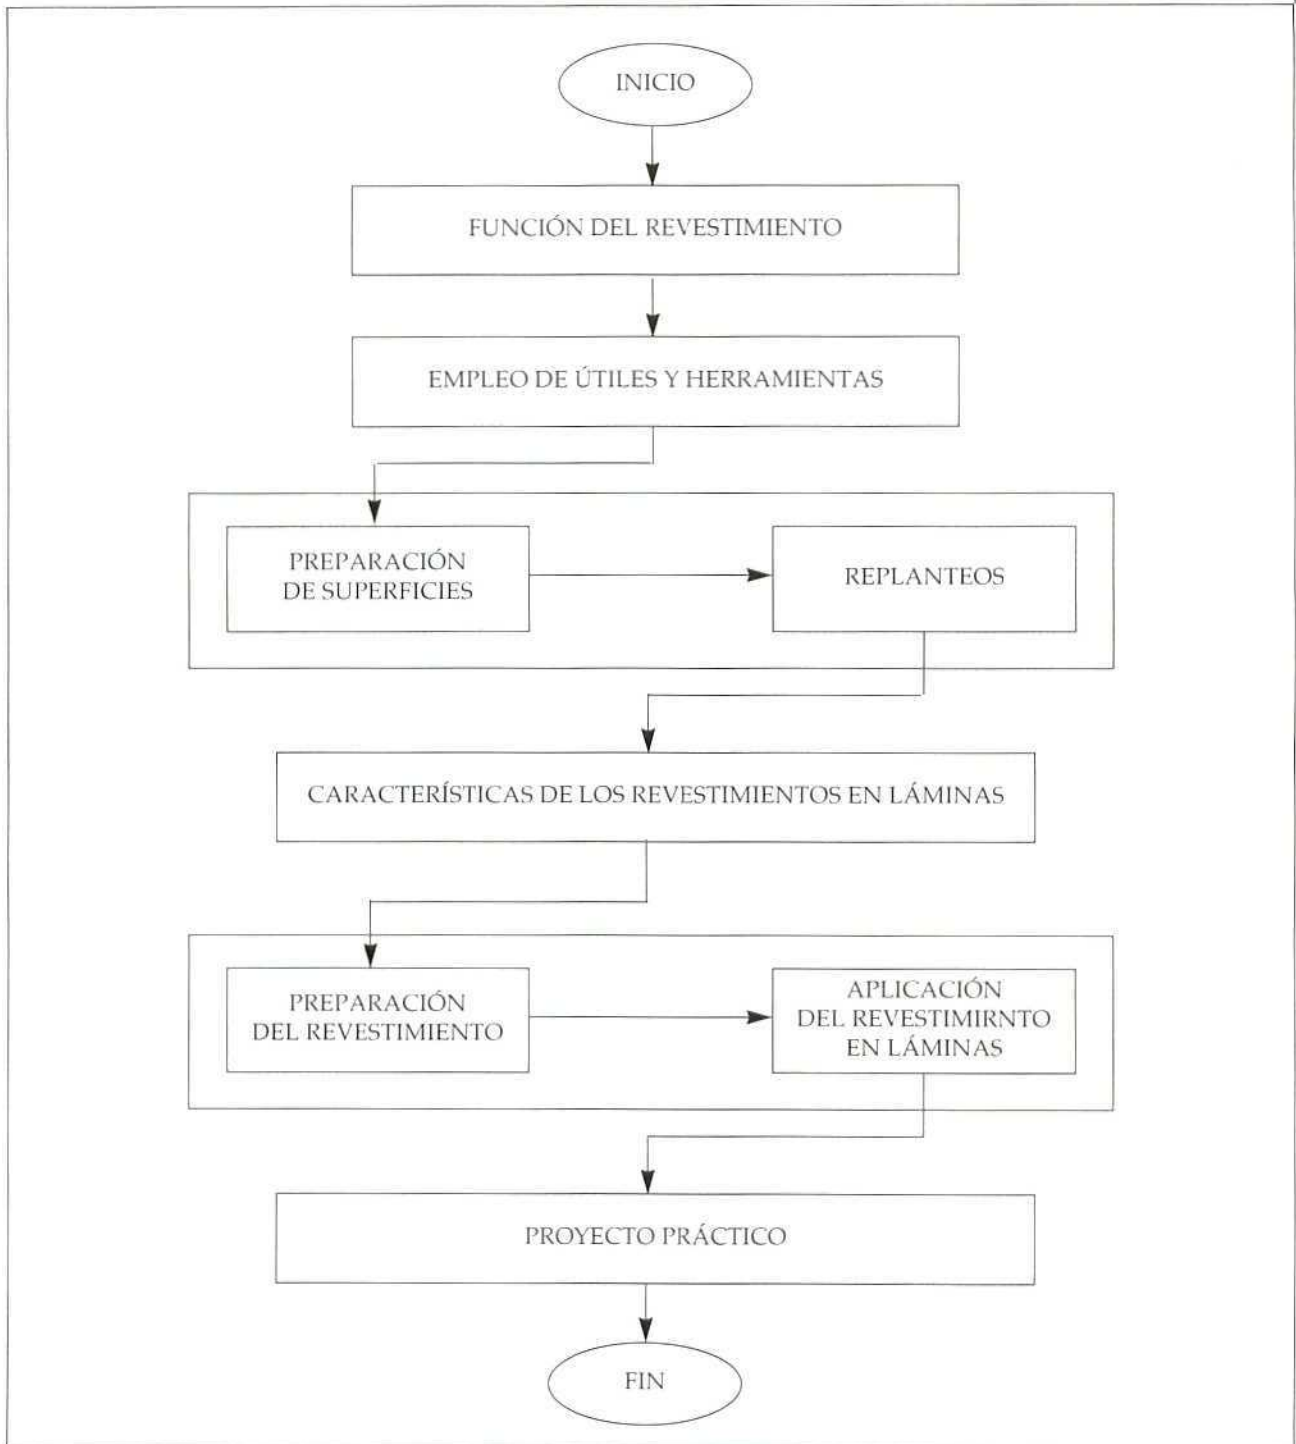 INICIO
FUNCIÓN DEL REVESTIMIENTO
EMPLEO DE ÚTILES Y HERRAMIENTAS
PREPARACIÓN
DE SUPERFICIES
REPLANTEOS
CARACTERÍSTICAS DE LOS REVESTIMIENTOS EN LÁMINAS
PREPARACIÓN
DEL REVESTIMIENTO
APLICACIÓN
DEL REVESTIMIRNTO
EN LÁMINAS
PROYECTO PRÁCTICO
FIN